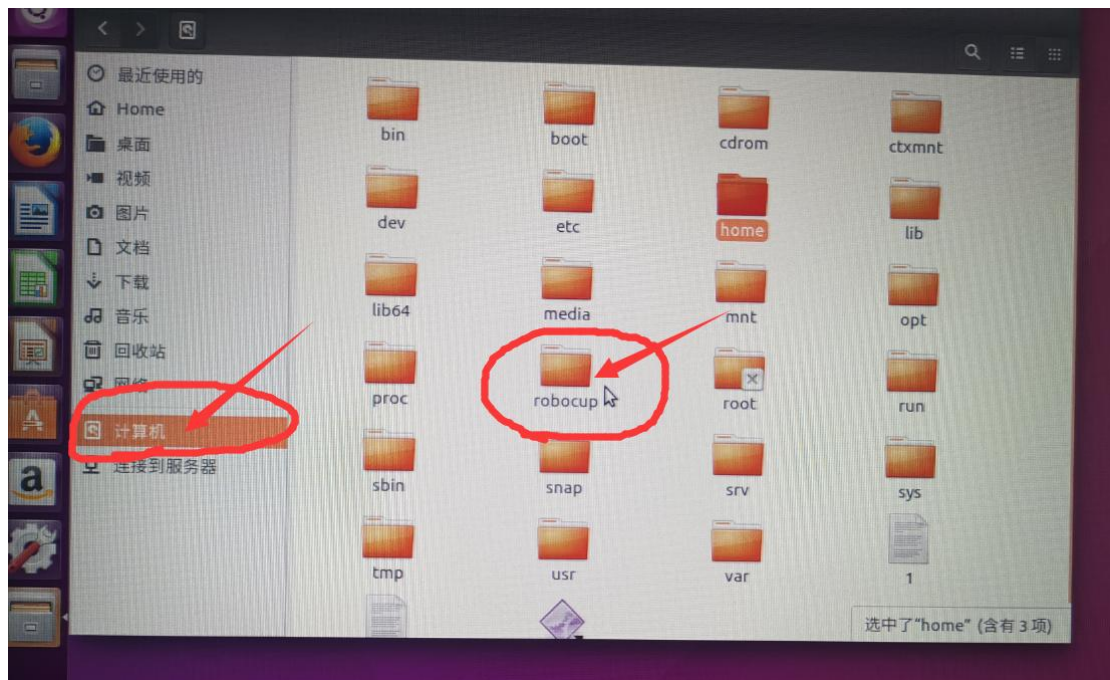 最近使用的
Home
桌面
视频
图片
文档
下载
音乐
回收站
网络
计算机
连接到服务器
bin
boot
cdrom
ctxmnt
dev
etc
home
lib
lib64
media
mnt
opt
proc
robocup
root
run
sbin
snap
srv
sys
tmp
usr
var
1
选中了“home” (含有 3 项)